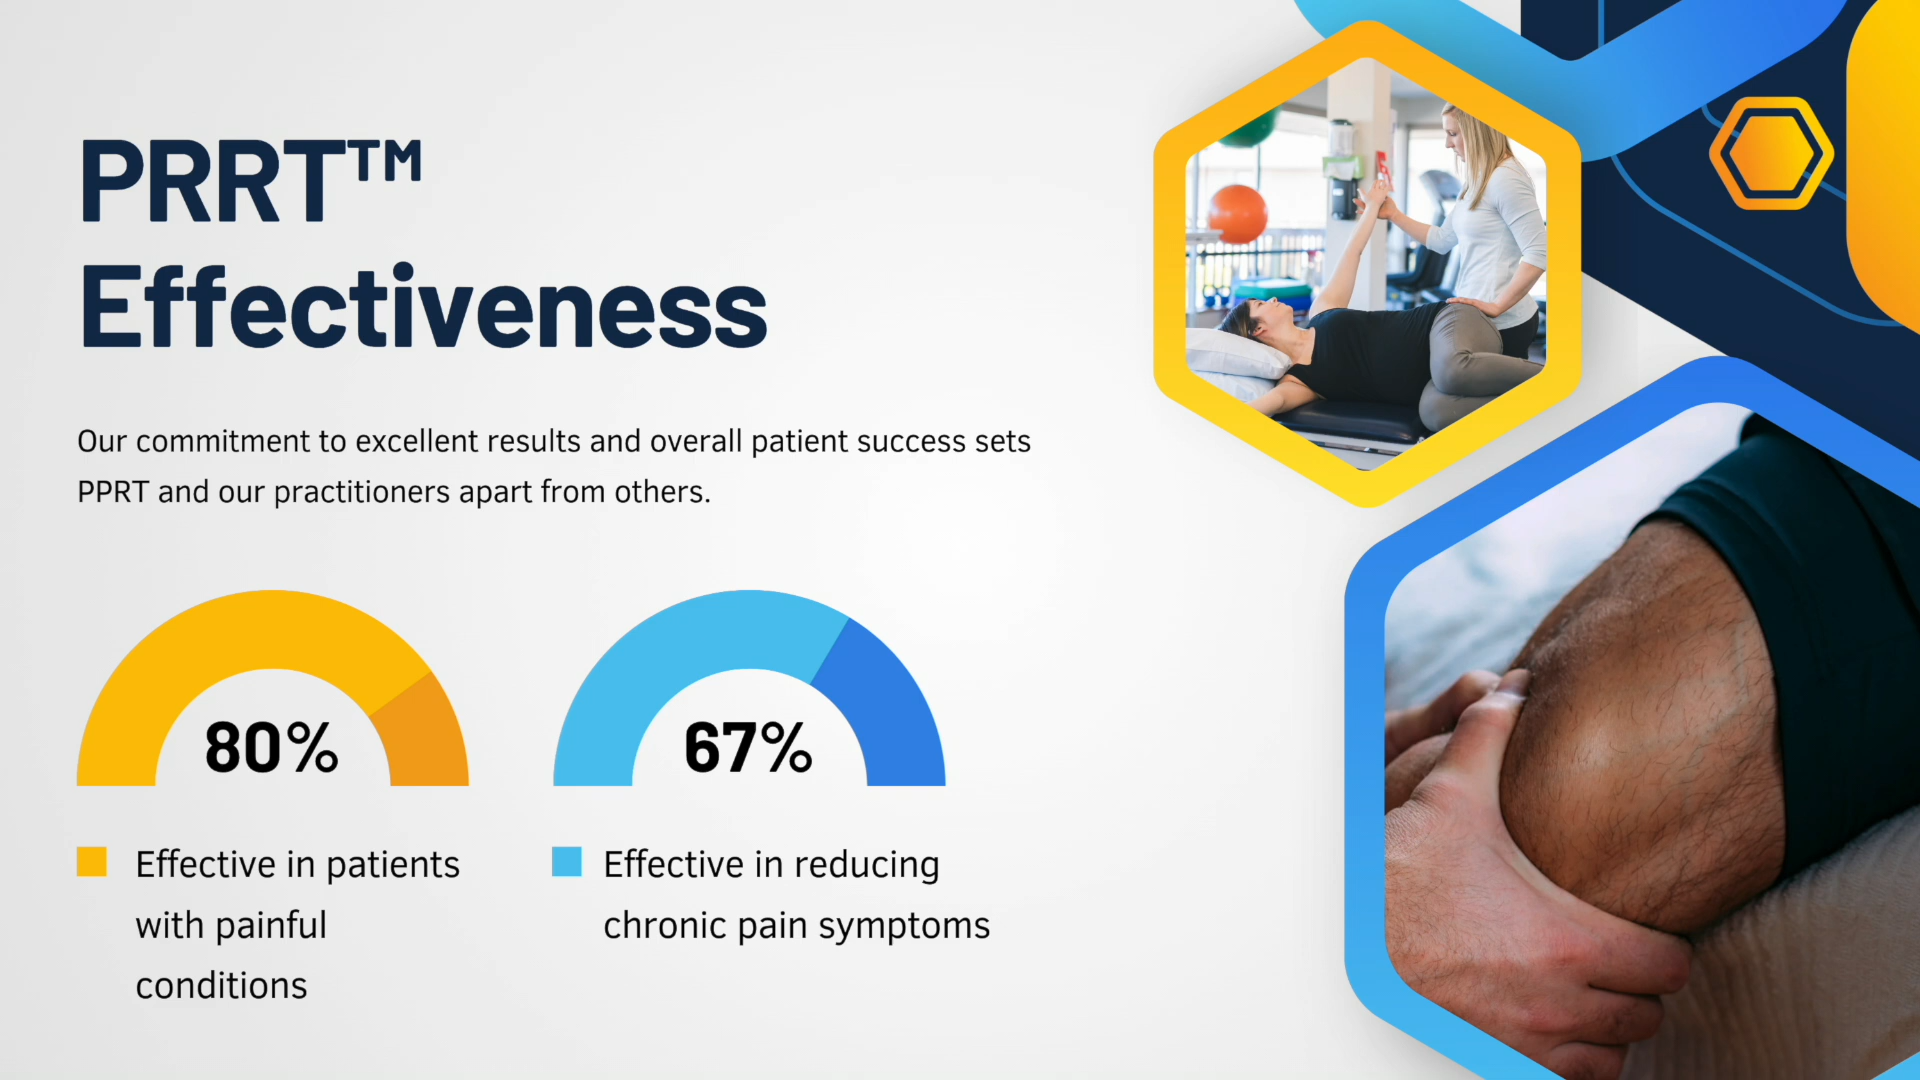 PRRT™
Effectiveness
Our commitment to excellent results and overall patient success sets
PPRT and our practitioners apart from others.
80%
67%
Effective in patients
with painful
conditions
Effective in reducing
chronic pain symptoms